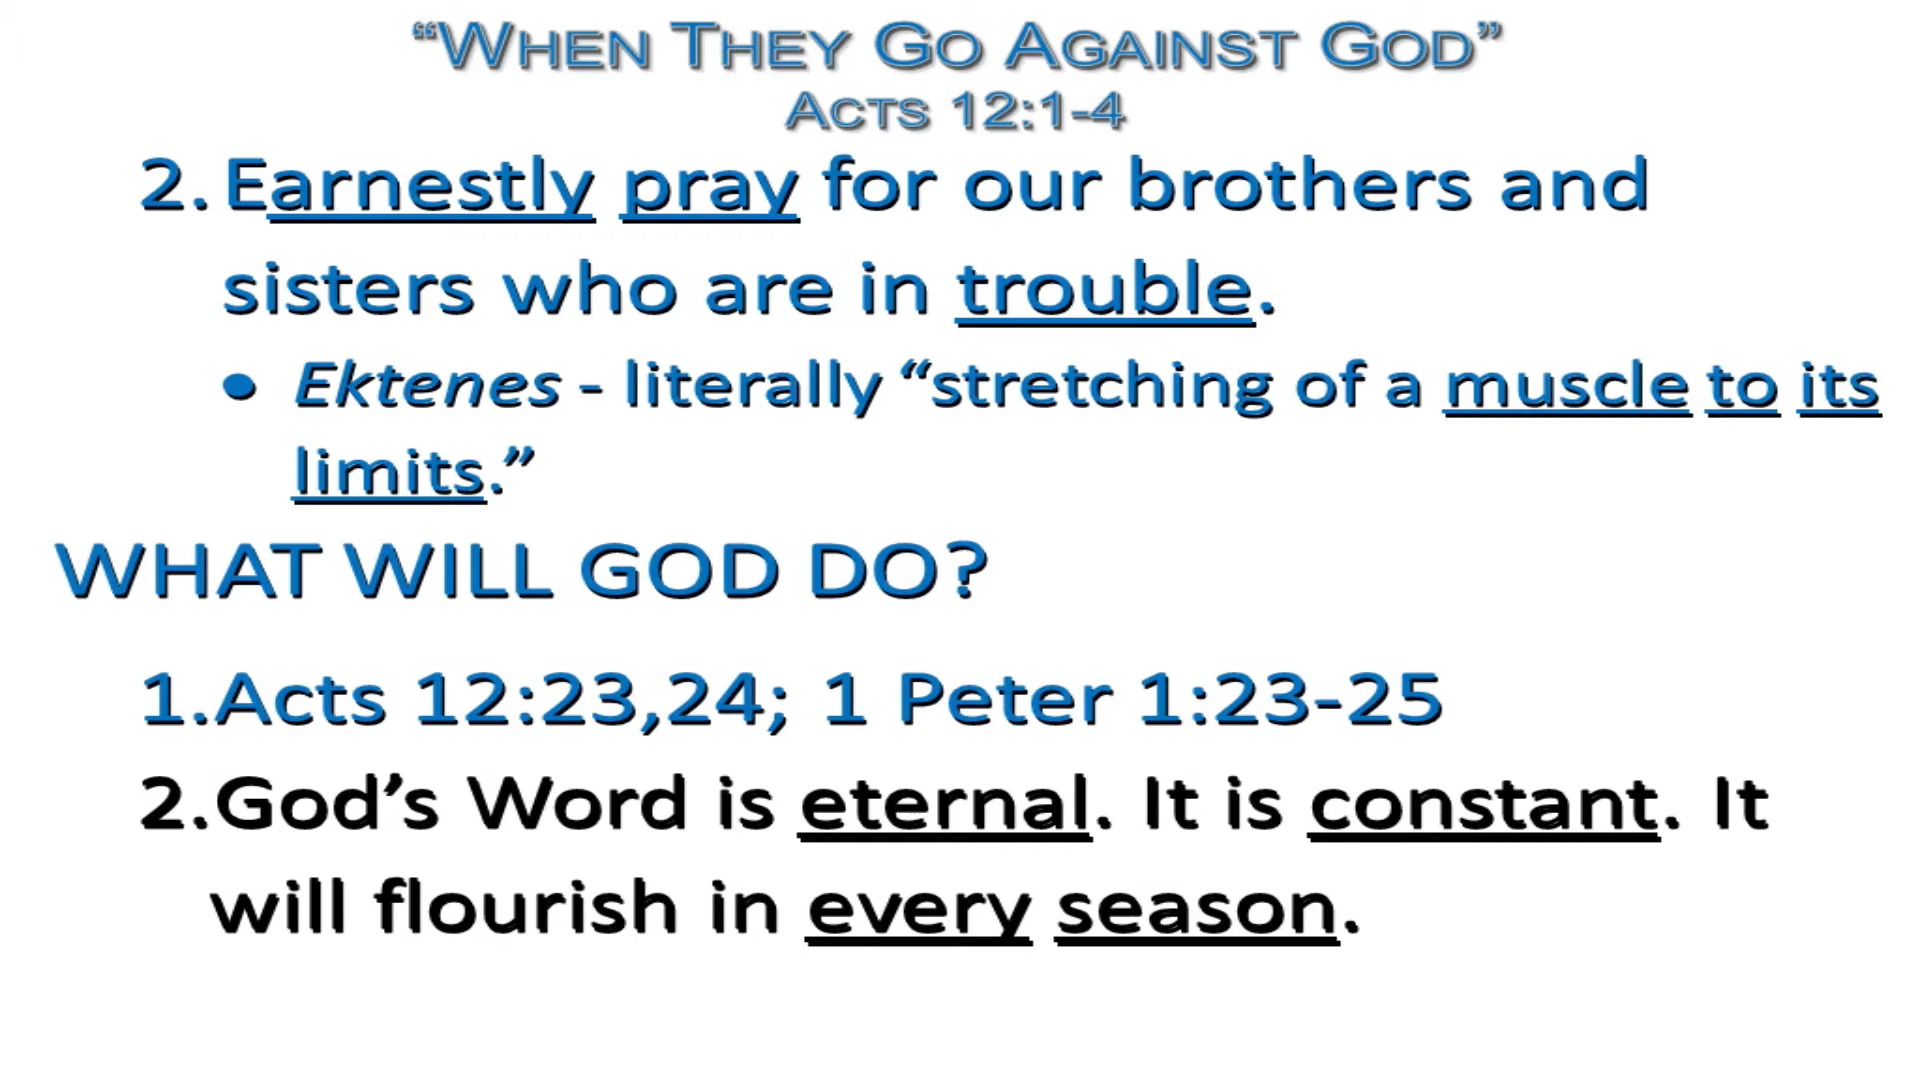 “When They Go Against God”
Acts 12:1-4
2. Earnestly pray for our brothers and
sisters who are in trouble.
• Ektenes - literally “stretching of a muscle to its
limits.”
WHAT WILL GOD DO?
1.Acts 12:23,24; 1 Peter 1:23-25
2.God’s Word is eternal. It is constant. It
will flourish in every season.